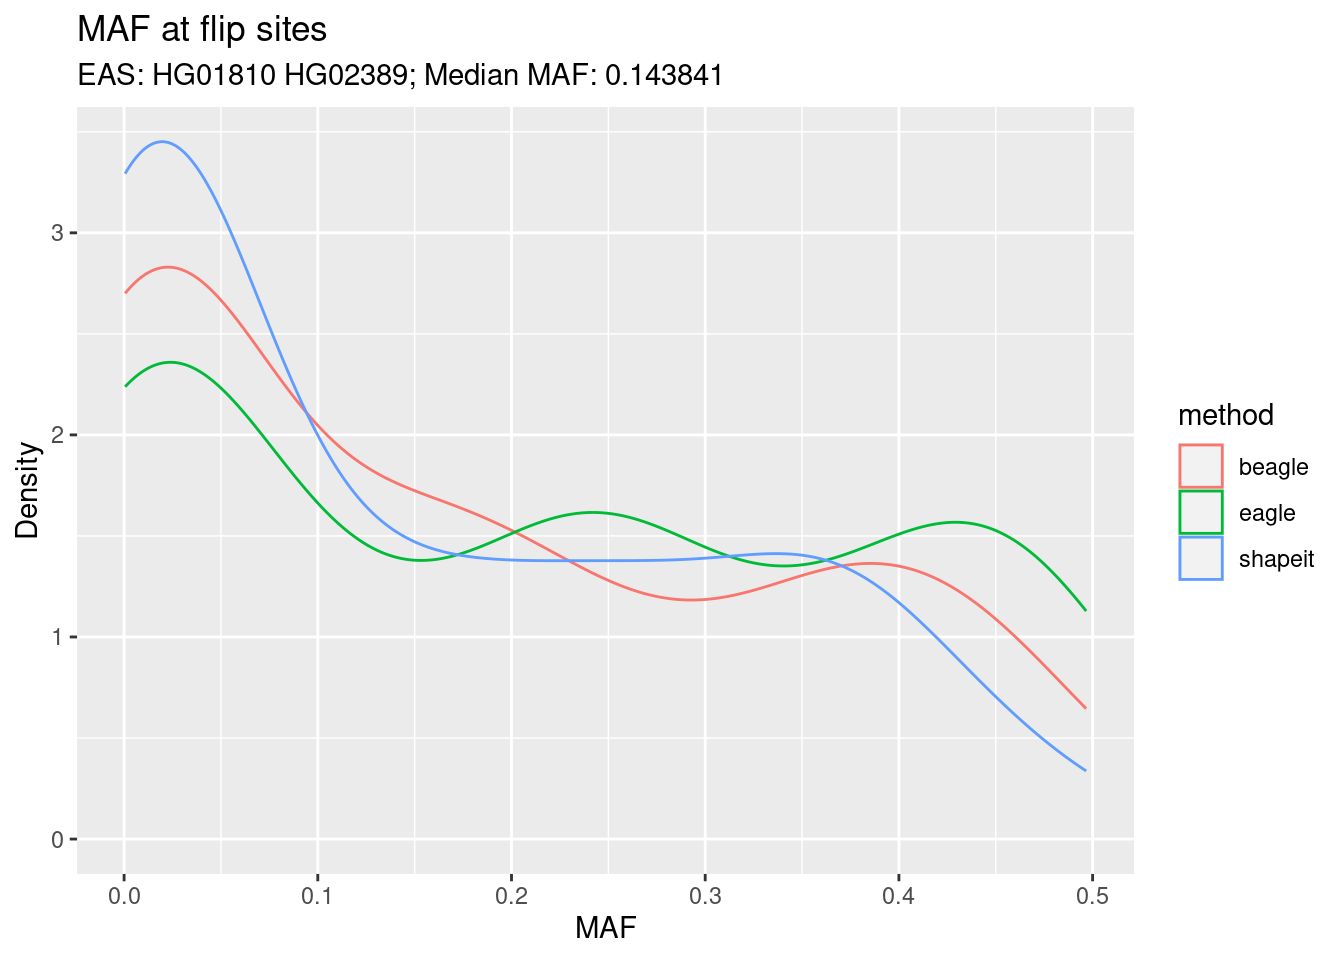 MAF at flip sites
EAS: HG01810 HG02389; Median MAF: 0.143841
Density
3
2
1
0
0.0 0.1 0.2 0.3 0.4 0.5
MAF
method
beagle
eagle
shapeit